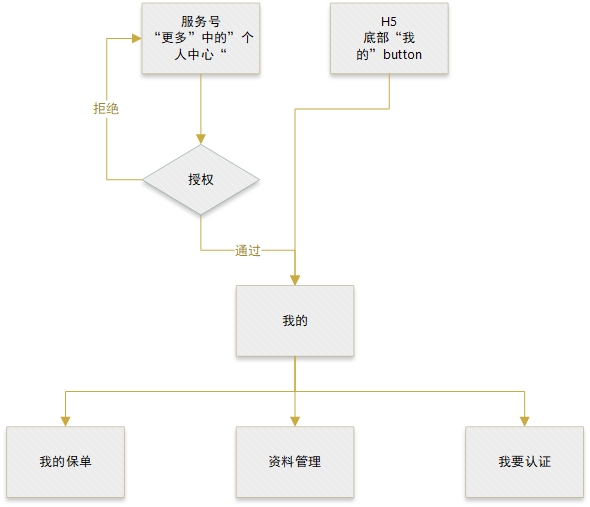 服务号
“更多”中的”个
人中心“
H5
底部“我
的”button
拒绝
授权
通过
我的
我的保单
资料管理
我要认证